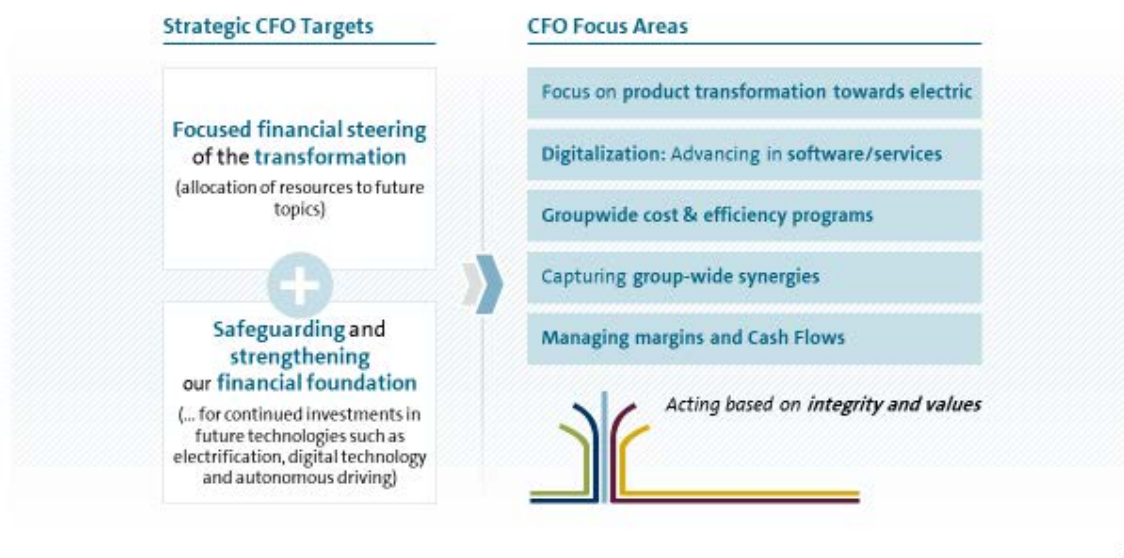 Strategic CFO Targets
Focused financial steering
of the transformation
(allocation of resources to future
topics)
Safeguarding and
strengthening
our financial foundation
(... for continued investments in
future technologies such as
electrification, digital technology
and autonomous driving)
CFO Focus Areas
Focus on product transformation towards electric
Digitalization: Advancing in software/services
Groupwide cost & efficiency programs
Capturing group-wide synergies
Managing margins and Cash Flows
Acting based on integrity and values